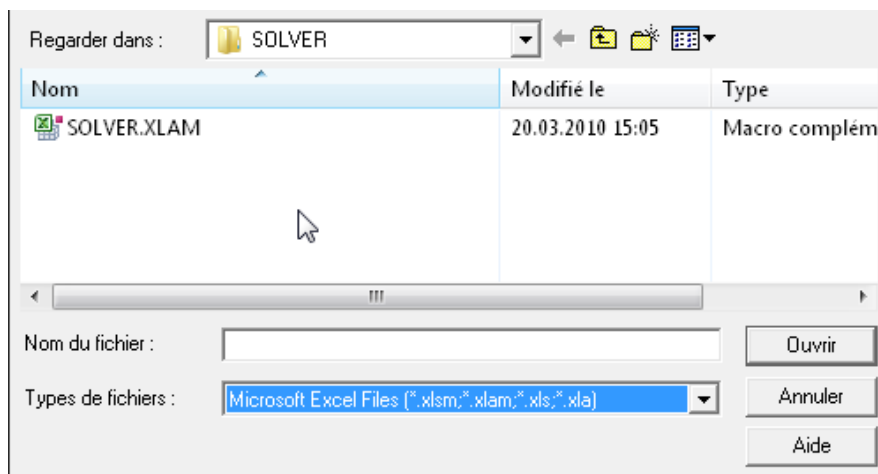 Regarder dans : SOLVER
Nom Modifié le Type
SOLVER.XLAM 20.03.2010 15:05 Macro complém
Nom du fichier : Ouvrir
Types de fichiers : Microsoft Excel Files (*.xlsm;*.xlam;*.xls;*.xla) Annuler
Aide